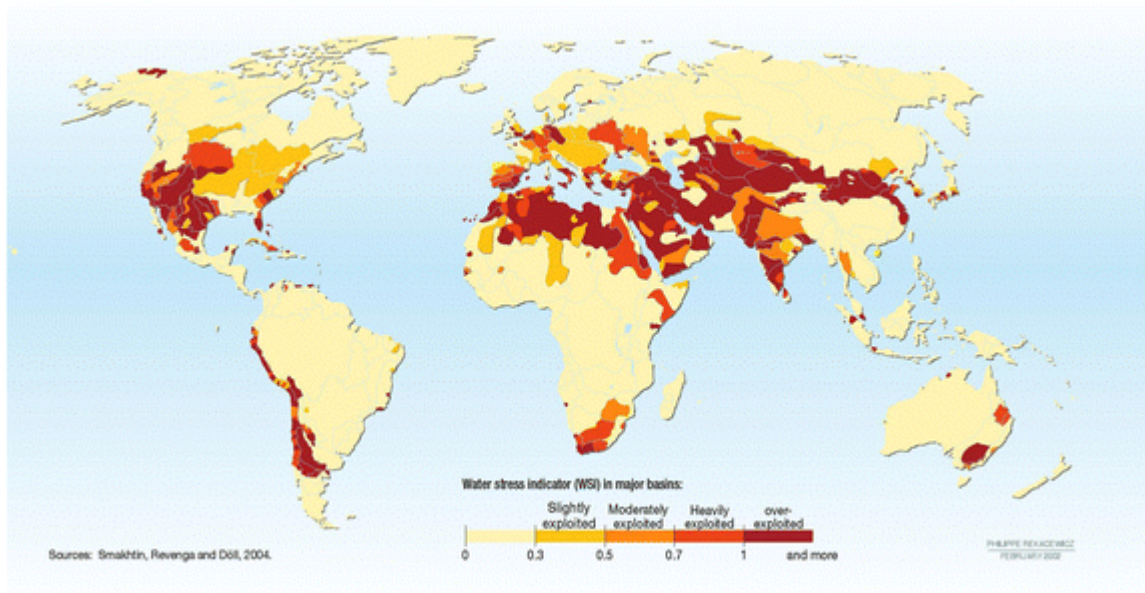 Water stress indicator (WSI) in major basins:
Slightly exploited
Moderately exploited
Heavily exploited
over-exploited
0
0.3
0.5
0.7
1
and more
Sources: Smakhtin, Revenga and Döll, 2004.
PHILIPPE REKACEWICZ
FEBRUARY 2002